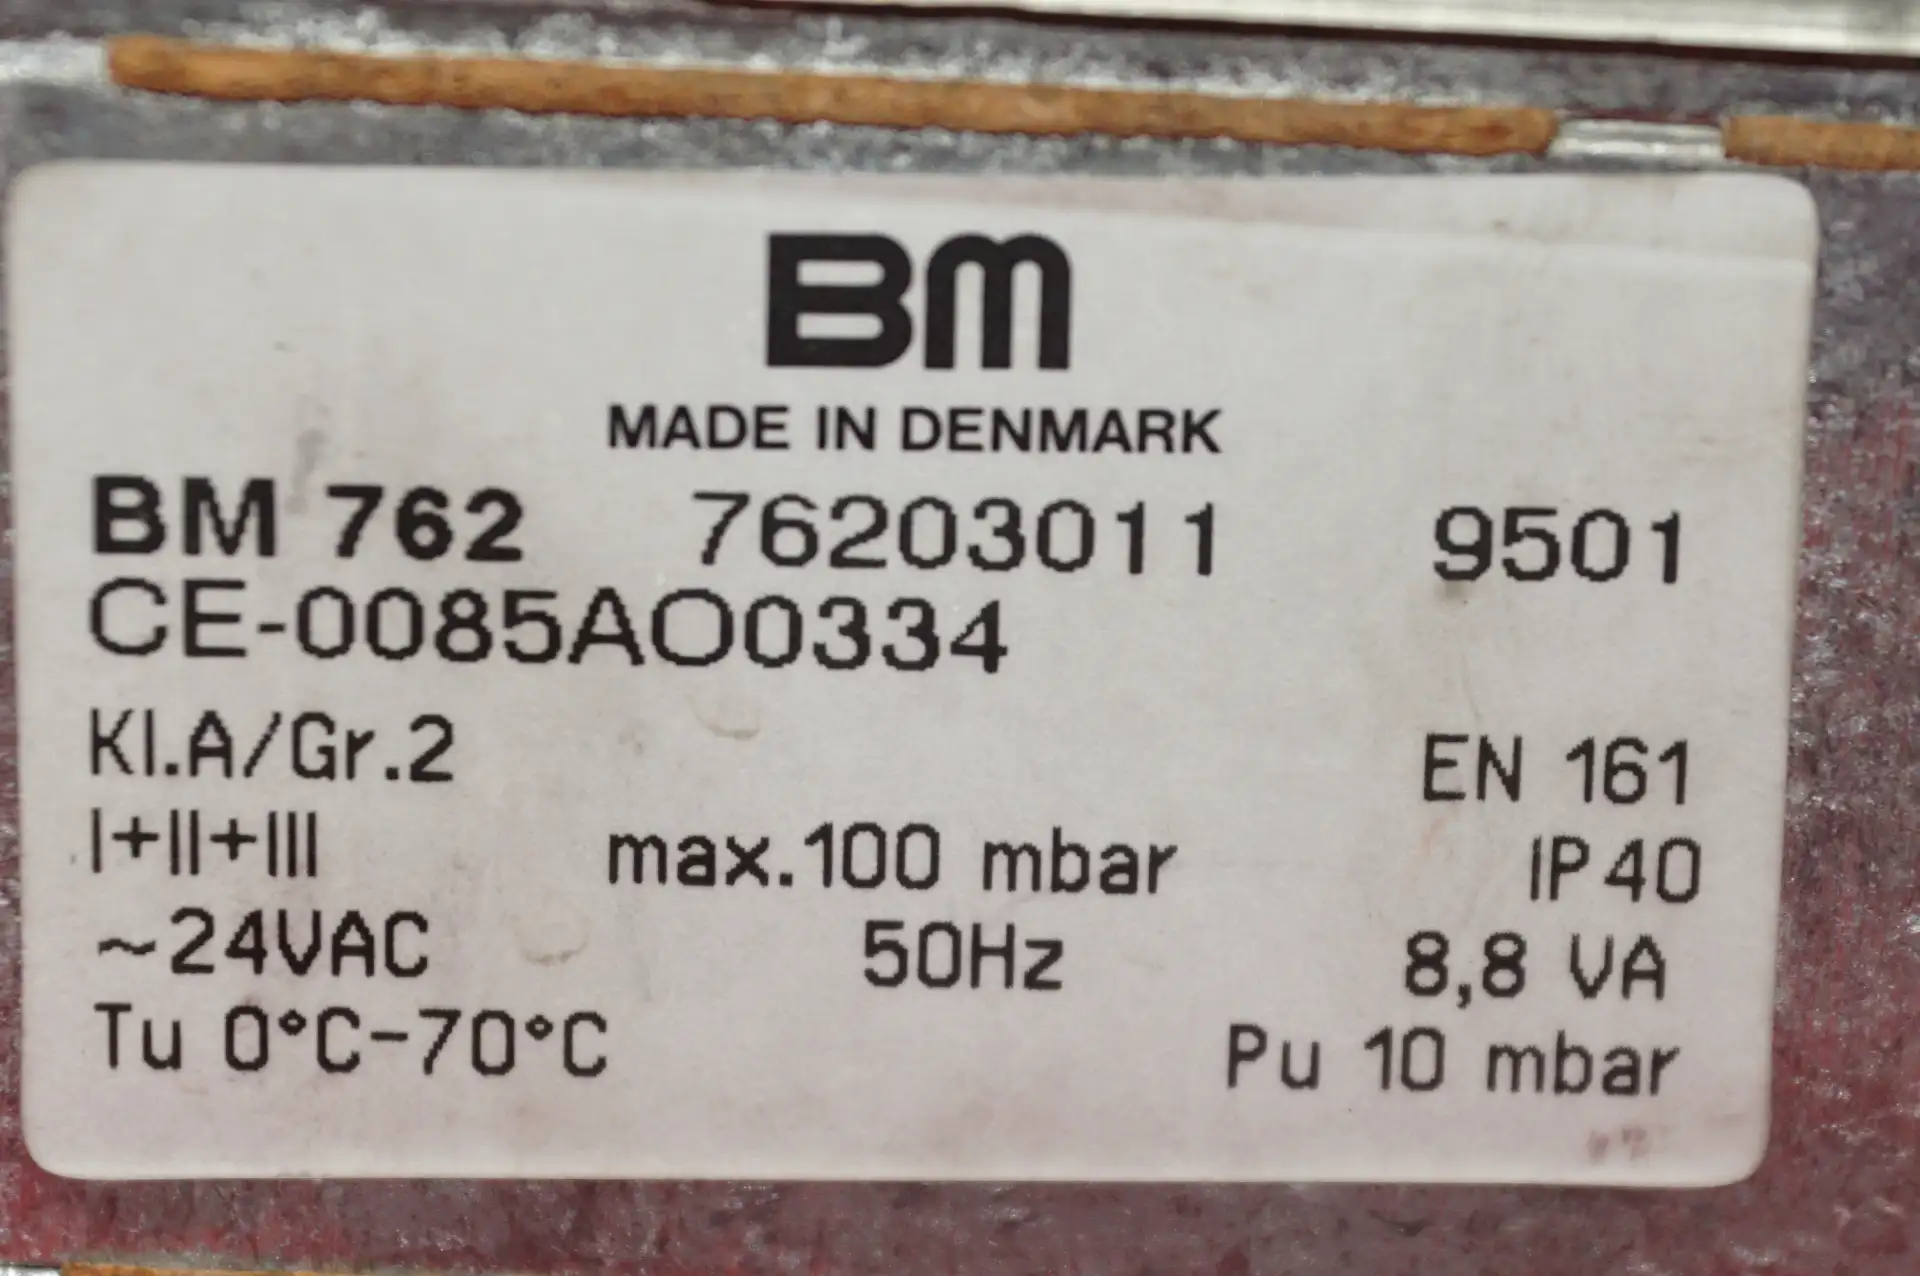 BM
MADE IN DENMARK
BM 762 76203011 9501
CE-0085AO0334
Kl.A/Gr.2 EN 161
I+II+III max.100 mbar IP40
~24VAC 50Hz 8,8 VA
Tu 0°C-70°C Pu 10 mbar